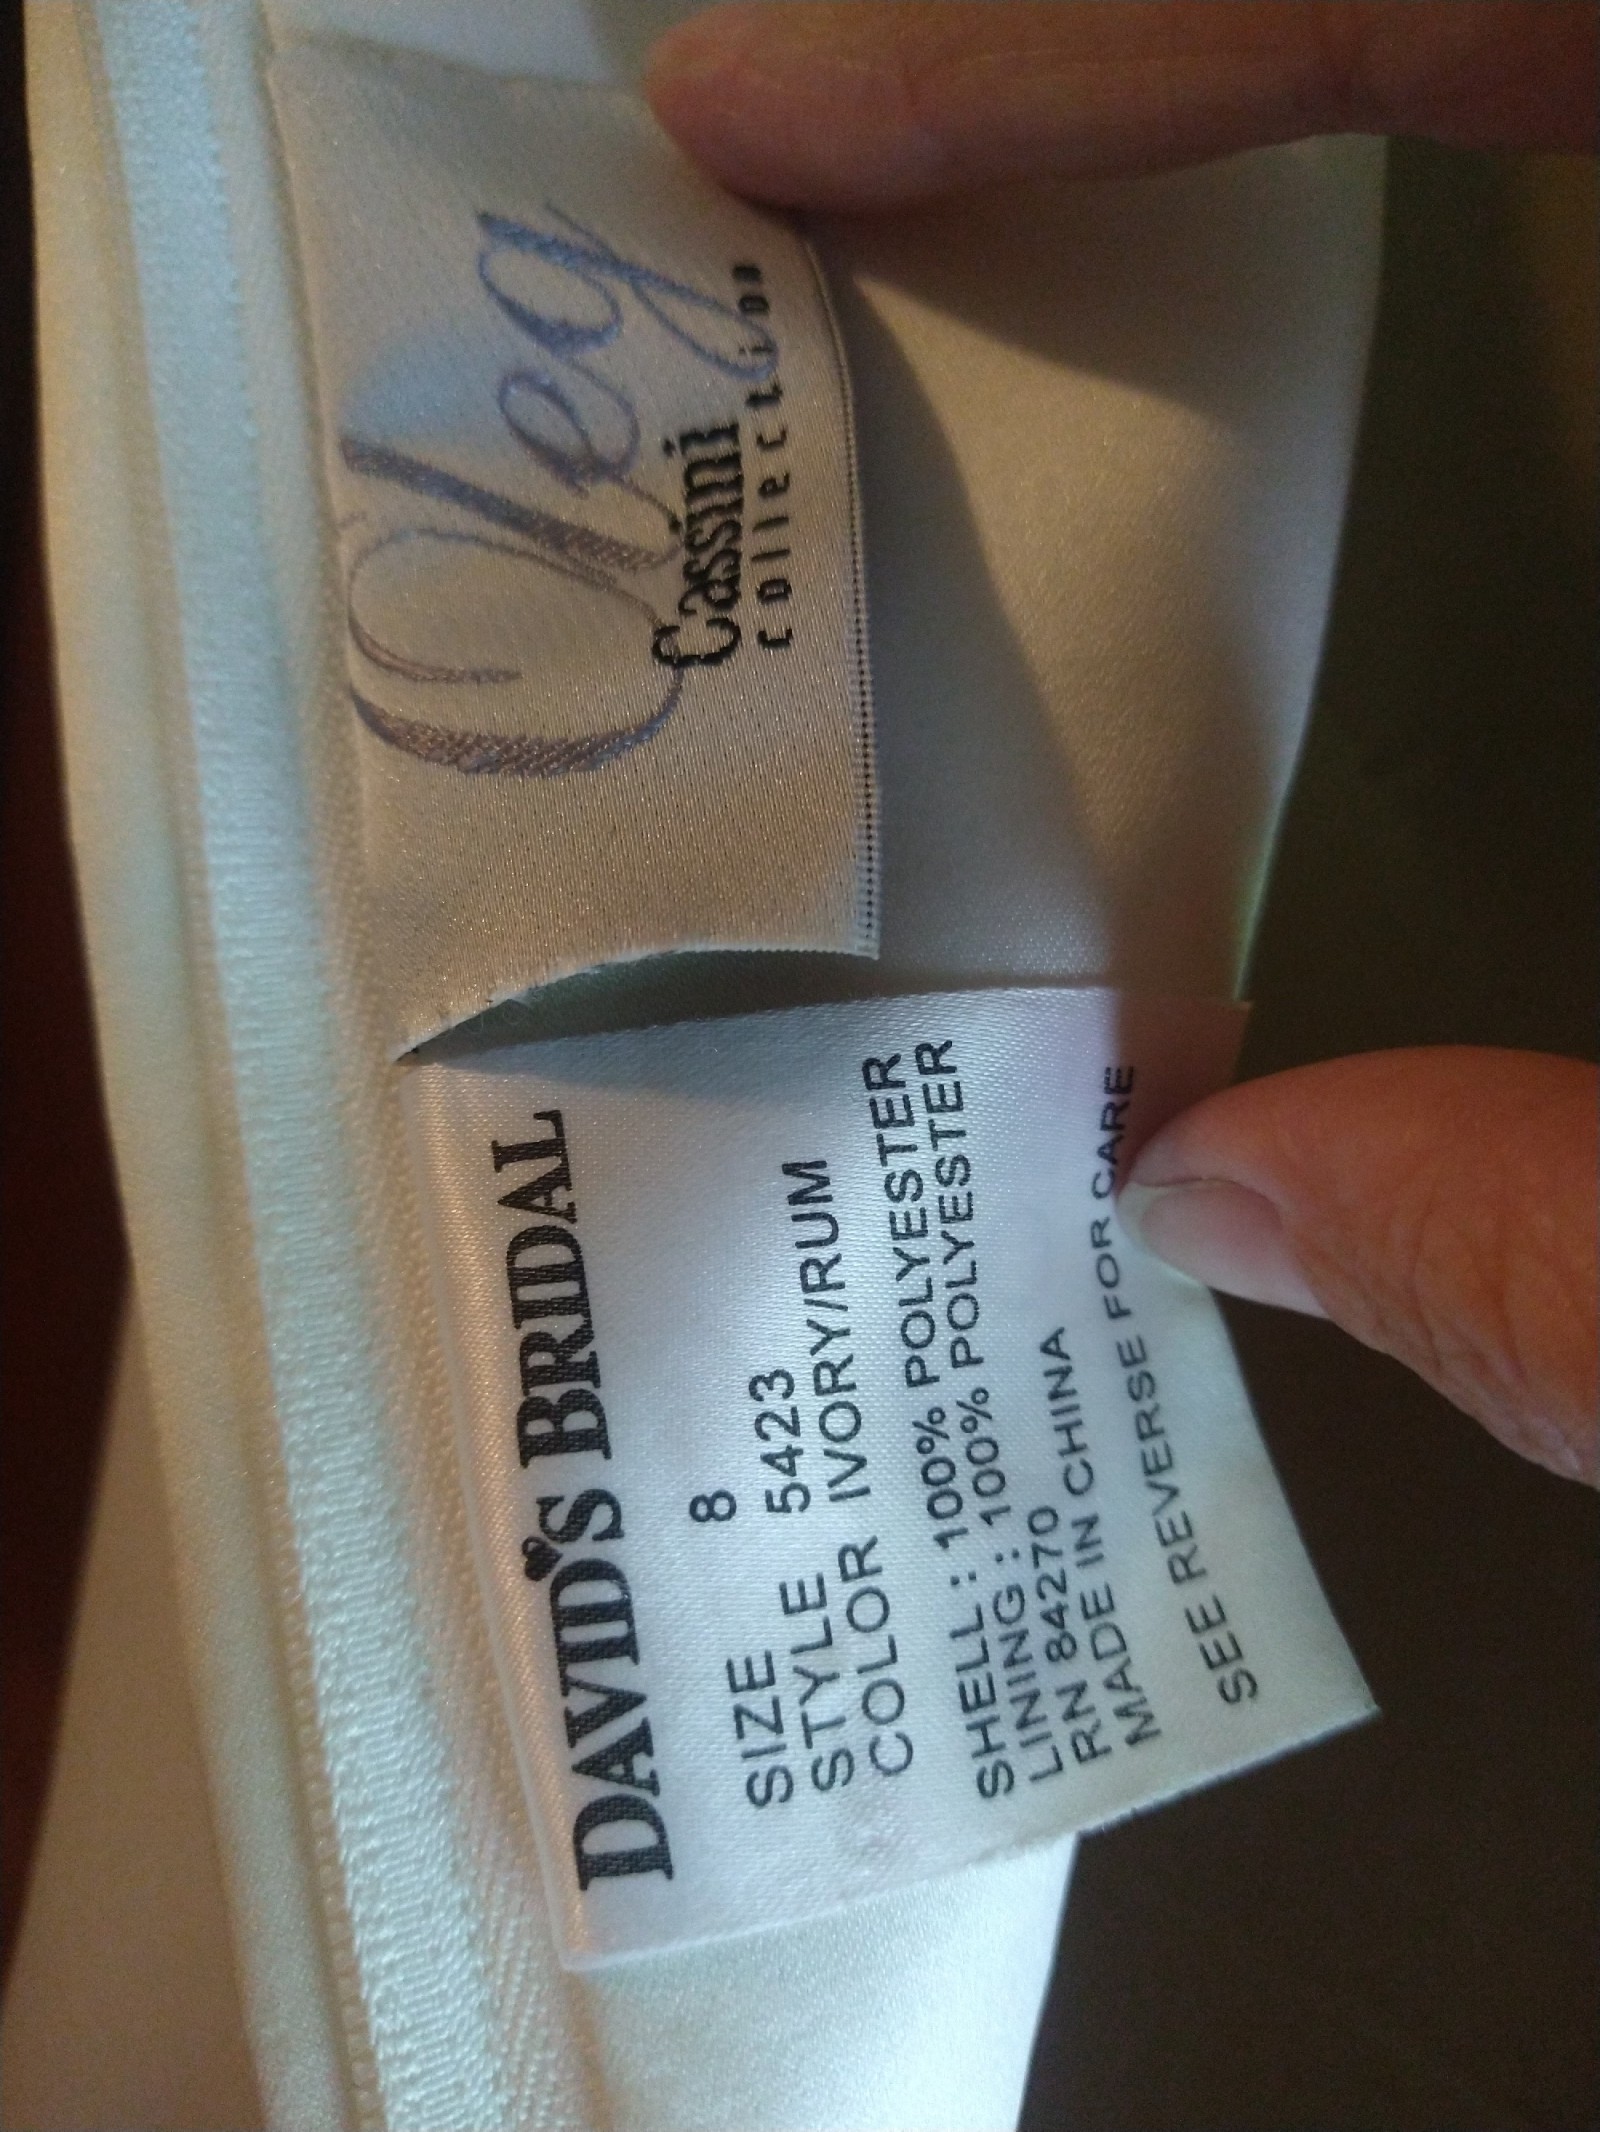 Oleg
Cassini
Collection
DAVID'S BRIDAL
SIZE 8
STYLE 5423
COLOR IVORY/RUM
SHELL : 100% POLYESTER
LINING : 100% POLYESTER
RN 84270
MADE IN CHINA
SEE REVERSE FOR CARE